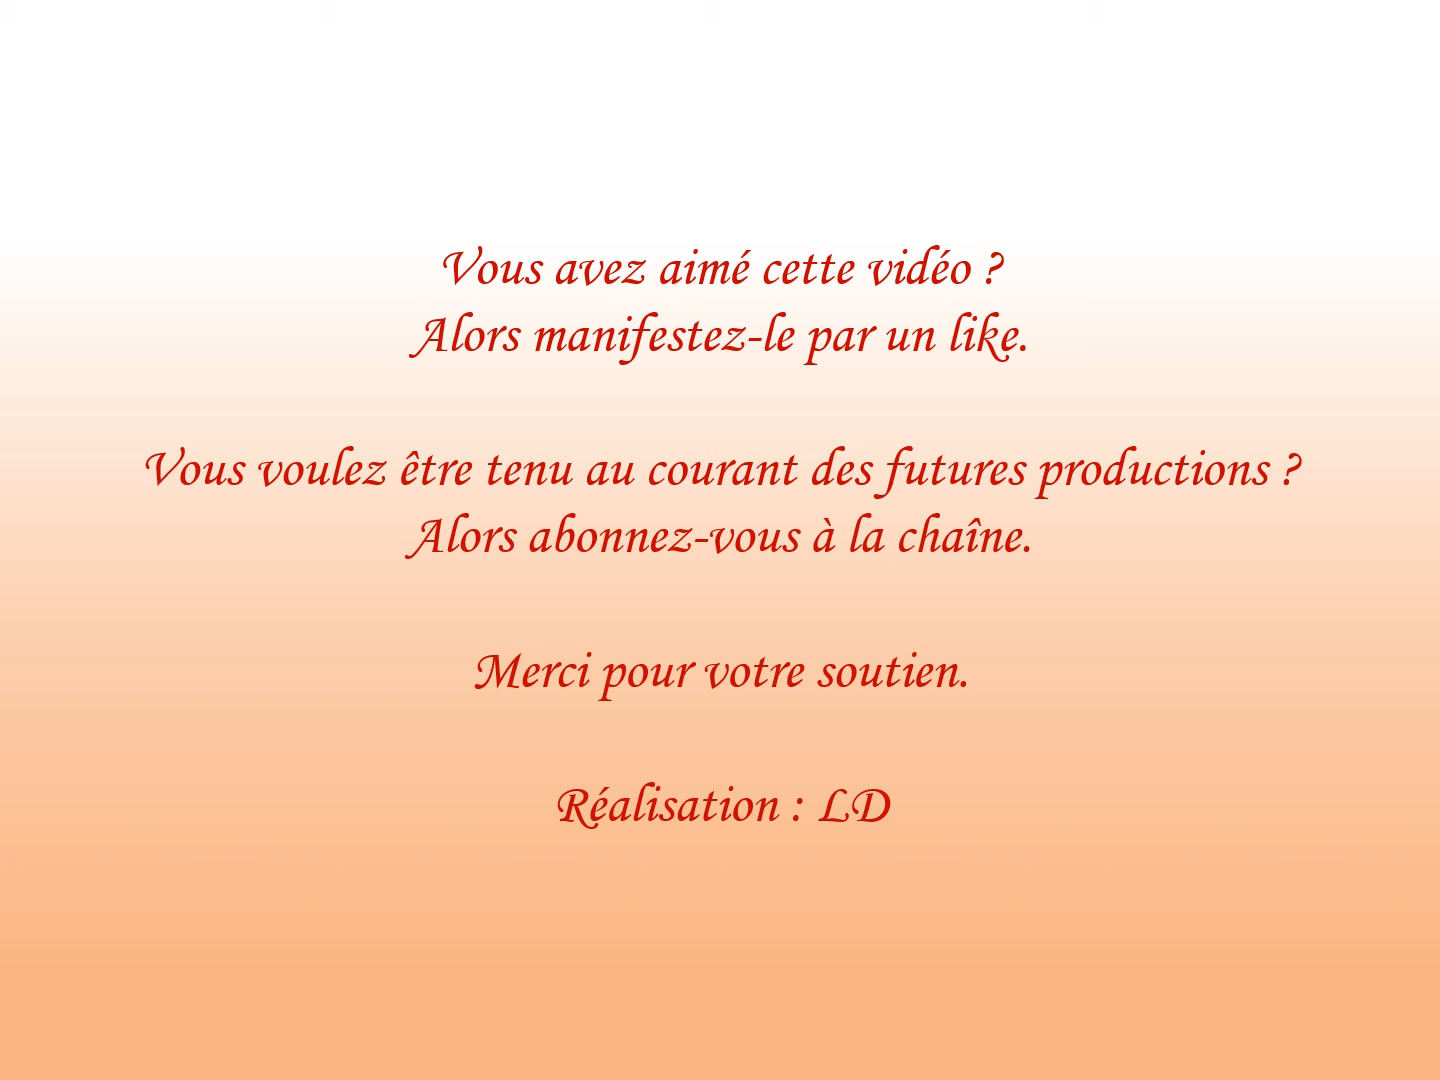 Vous avez aimé cette vidéo ?
Alors manifestez-le par un like.
Vous voulez être tenu au courant des futures productions ?
Alors abonnez-vous à la chaîne.
Merci pour votre soutien.
Réalisation : LD